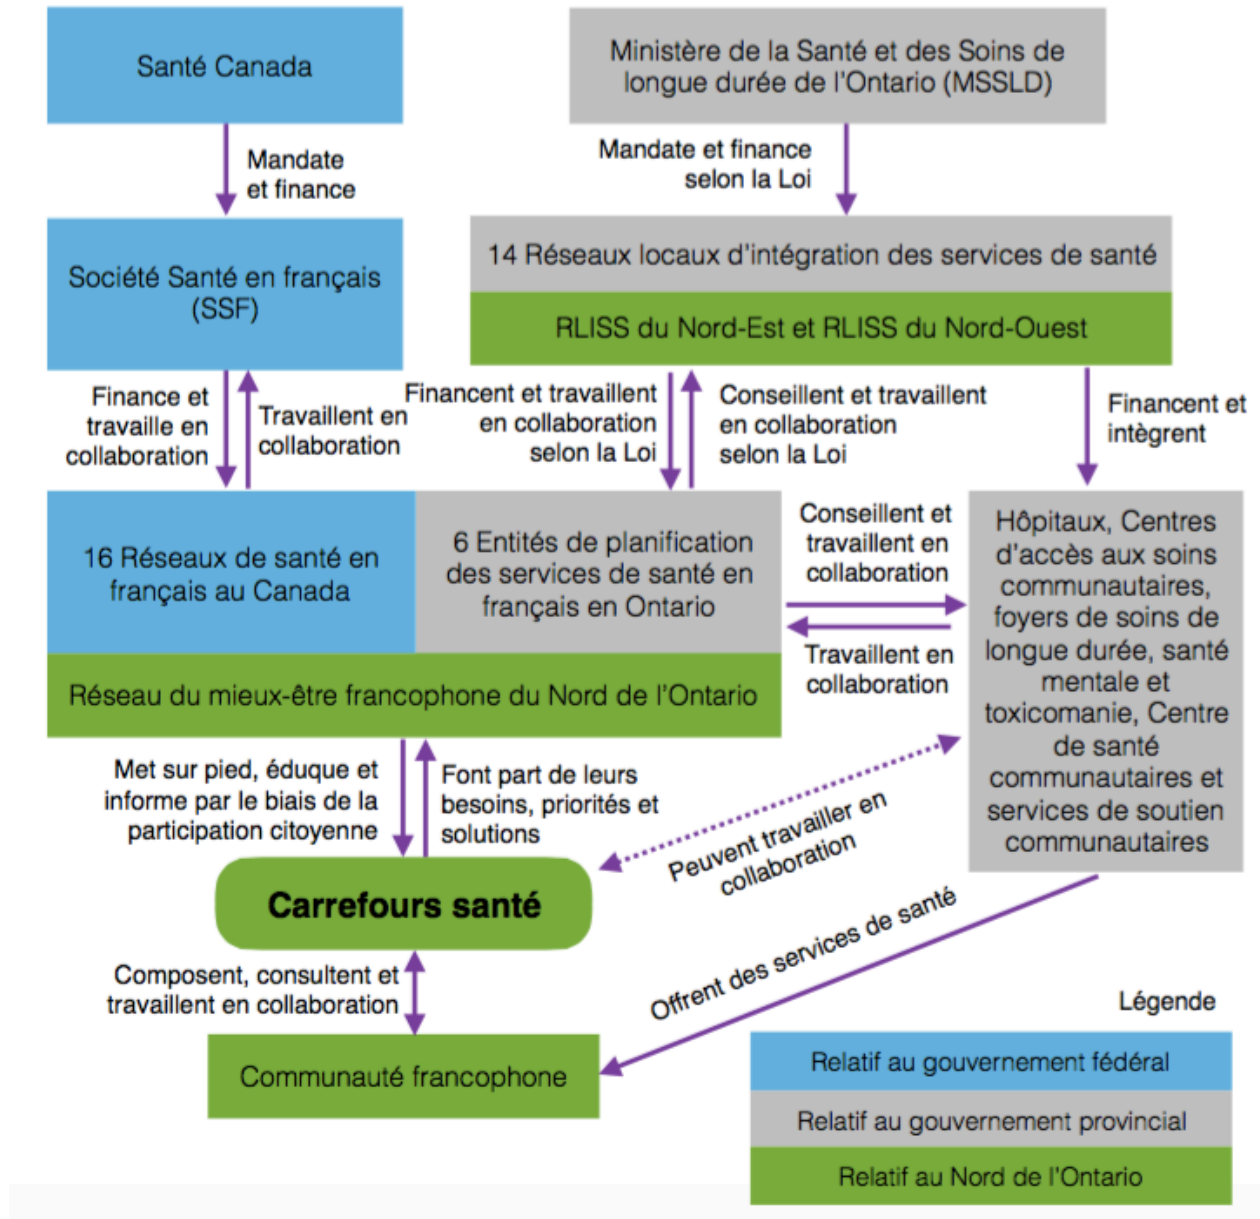 Santé Canada
Ministère de la Santé et des Soins de
longue durée de l'Ontario (MSSLD)
Mandate
et finance
Mandate et finance
selon la Loi
Société Santé en français
(SSF)
14 Réseaux locaux d'intégration des services de santé
RLISS du Nord-Est et RLISS du Nord-Ouest
Finance et
travaille en
collaboration
Travaillent en
collaboration
Financent et travaillent
en collaboration
selon la Loi
Conseillent et travaillent
en collaboration
selon la Loi
Financent et
intègrent
16 Réseaux de santé en
français au Canada
6 Entités de planification
des services de santé en
français en Ontario
Réseau du mieux-être francophone du Nord de l'Ontario
Conseillent et
travaillent en
collaboration
Travaillent en
collaboration
Hôpitaux, Centres
d'accès aux soins
communautaires,
foyers de soins de
longue durée, santé
mentale et
toxicomanie, Centre
de santé
communautaires et
services de soutien
communautaires
Met sur pied, éduque et
informe par le biais de la
participation citoyenne
Font part de leurs
besoins, priorités et
solutions
Peuvent travailler en
collaboration
Carrefours santé
Offrent des services de santé
Composent, consultent et
travaillent en collaboration
Communauté francophone
Légende
Relatif au gouvernement fédéral
Relatif au gouvernement provincial
Relatif au Nord de l'Ontario